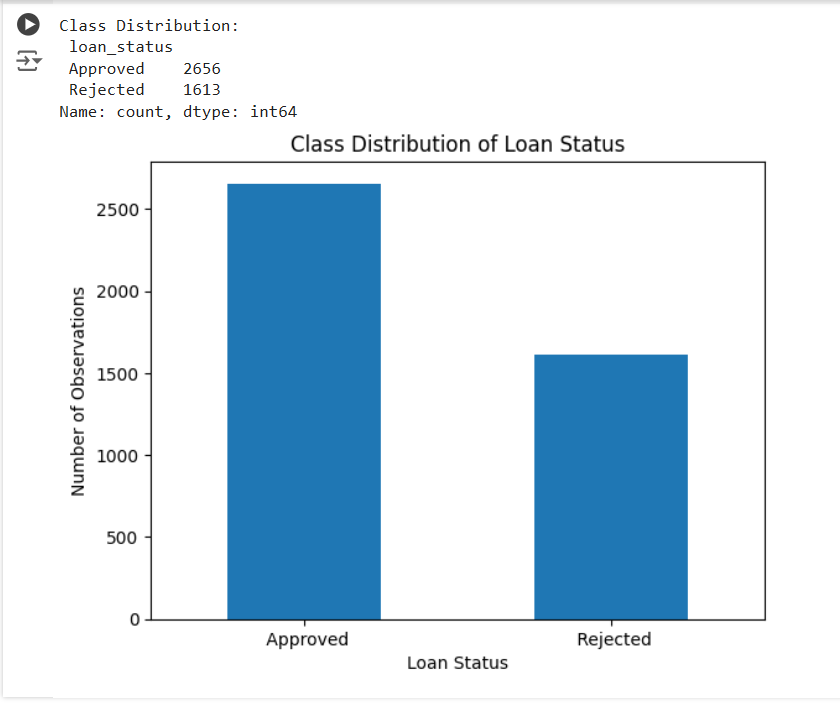 Class Distribution:
loan_status
Approved    2656
Rejected    1613
Name: count, dtype: int64
Class Distribution of Loan Status
Number of Observations
2500
2000
1500
1000
500
0
Approved
Rejected
Loan Status